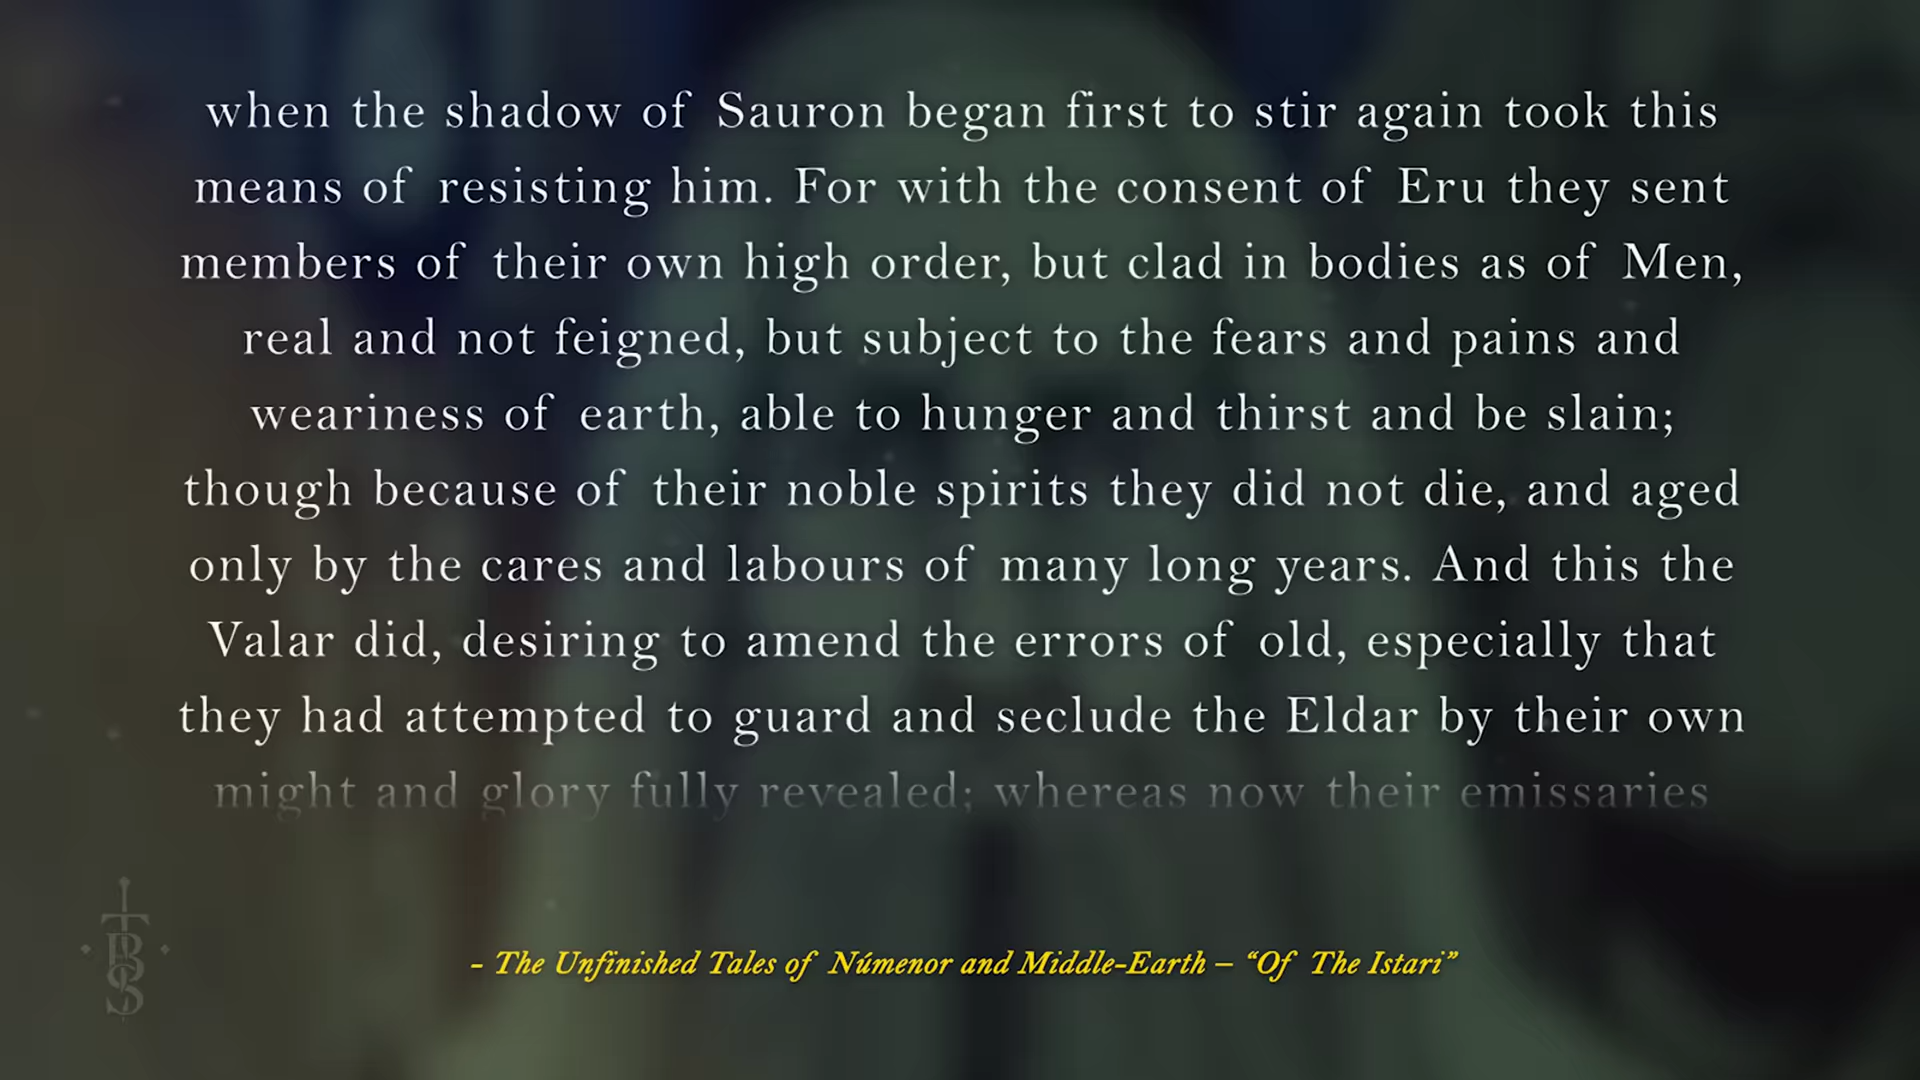 when the shadow of Sauron began first to stir again took this
means of resisting him. For with the consent of Eru they sent
members of their own high order, but clad in bodies as of Men,
real and not feigned, but subject to the fears and pains and
weariness of earth, able to hunger and thirst and be slain;
though because of their noble spirits they did not die, and aged
only by the cares and labours of many long years. And this the
Valar did, desiring to amend the errors of old, especially that
they had attempted to guard and seclude the Eldar by their own
might and glory fully revealed; whereas now their emissaries
- The Unfinished Tales of Númenor and Middle-Earth – “Of The Istari”
TBS